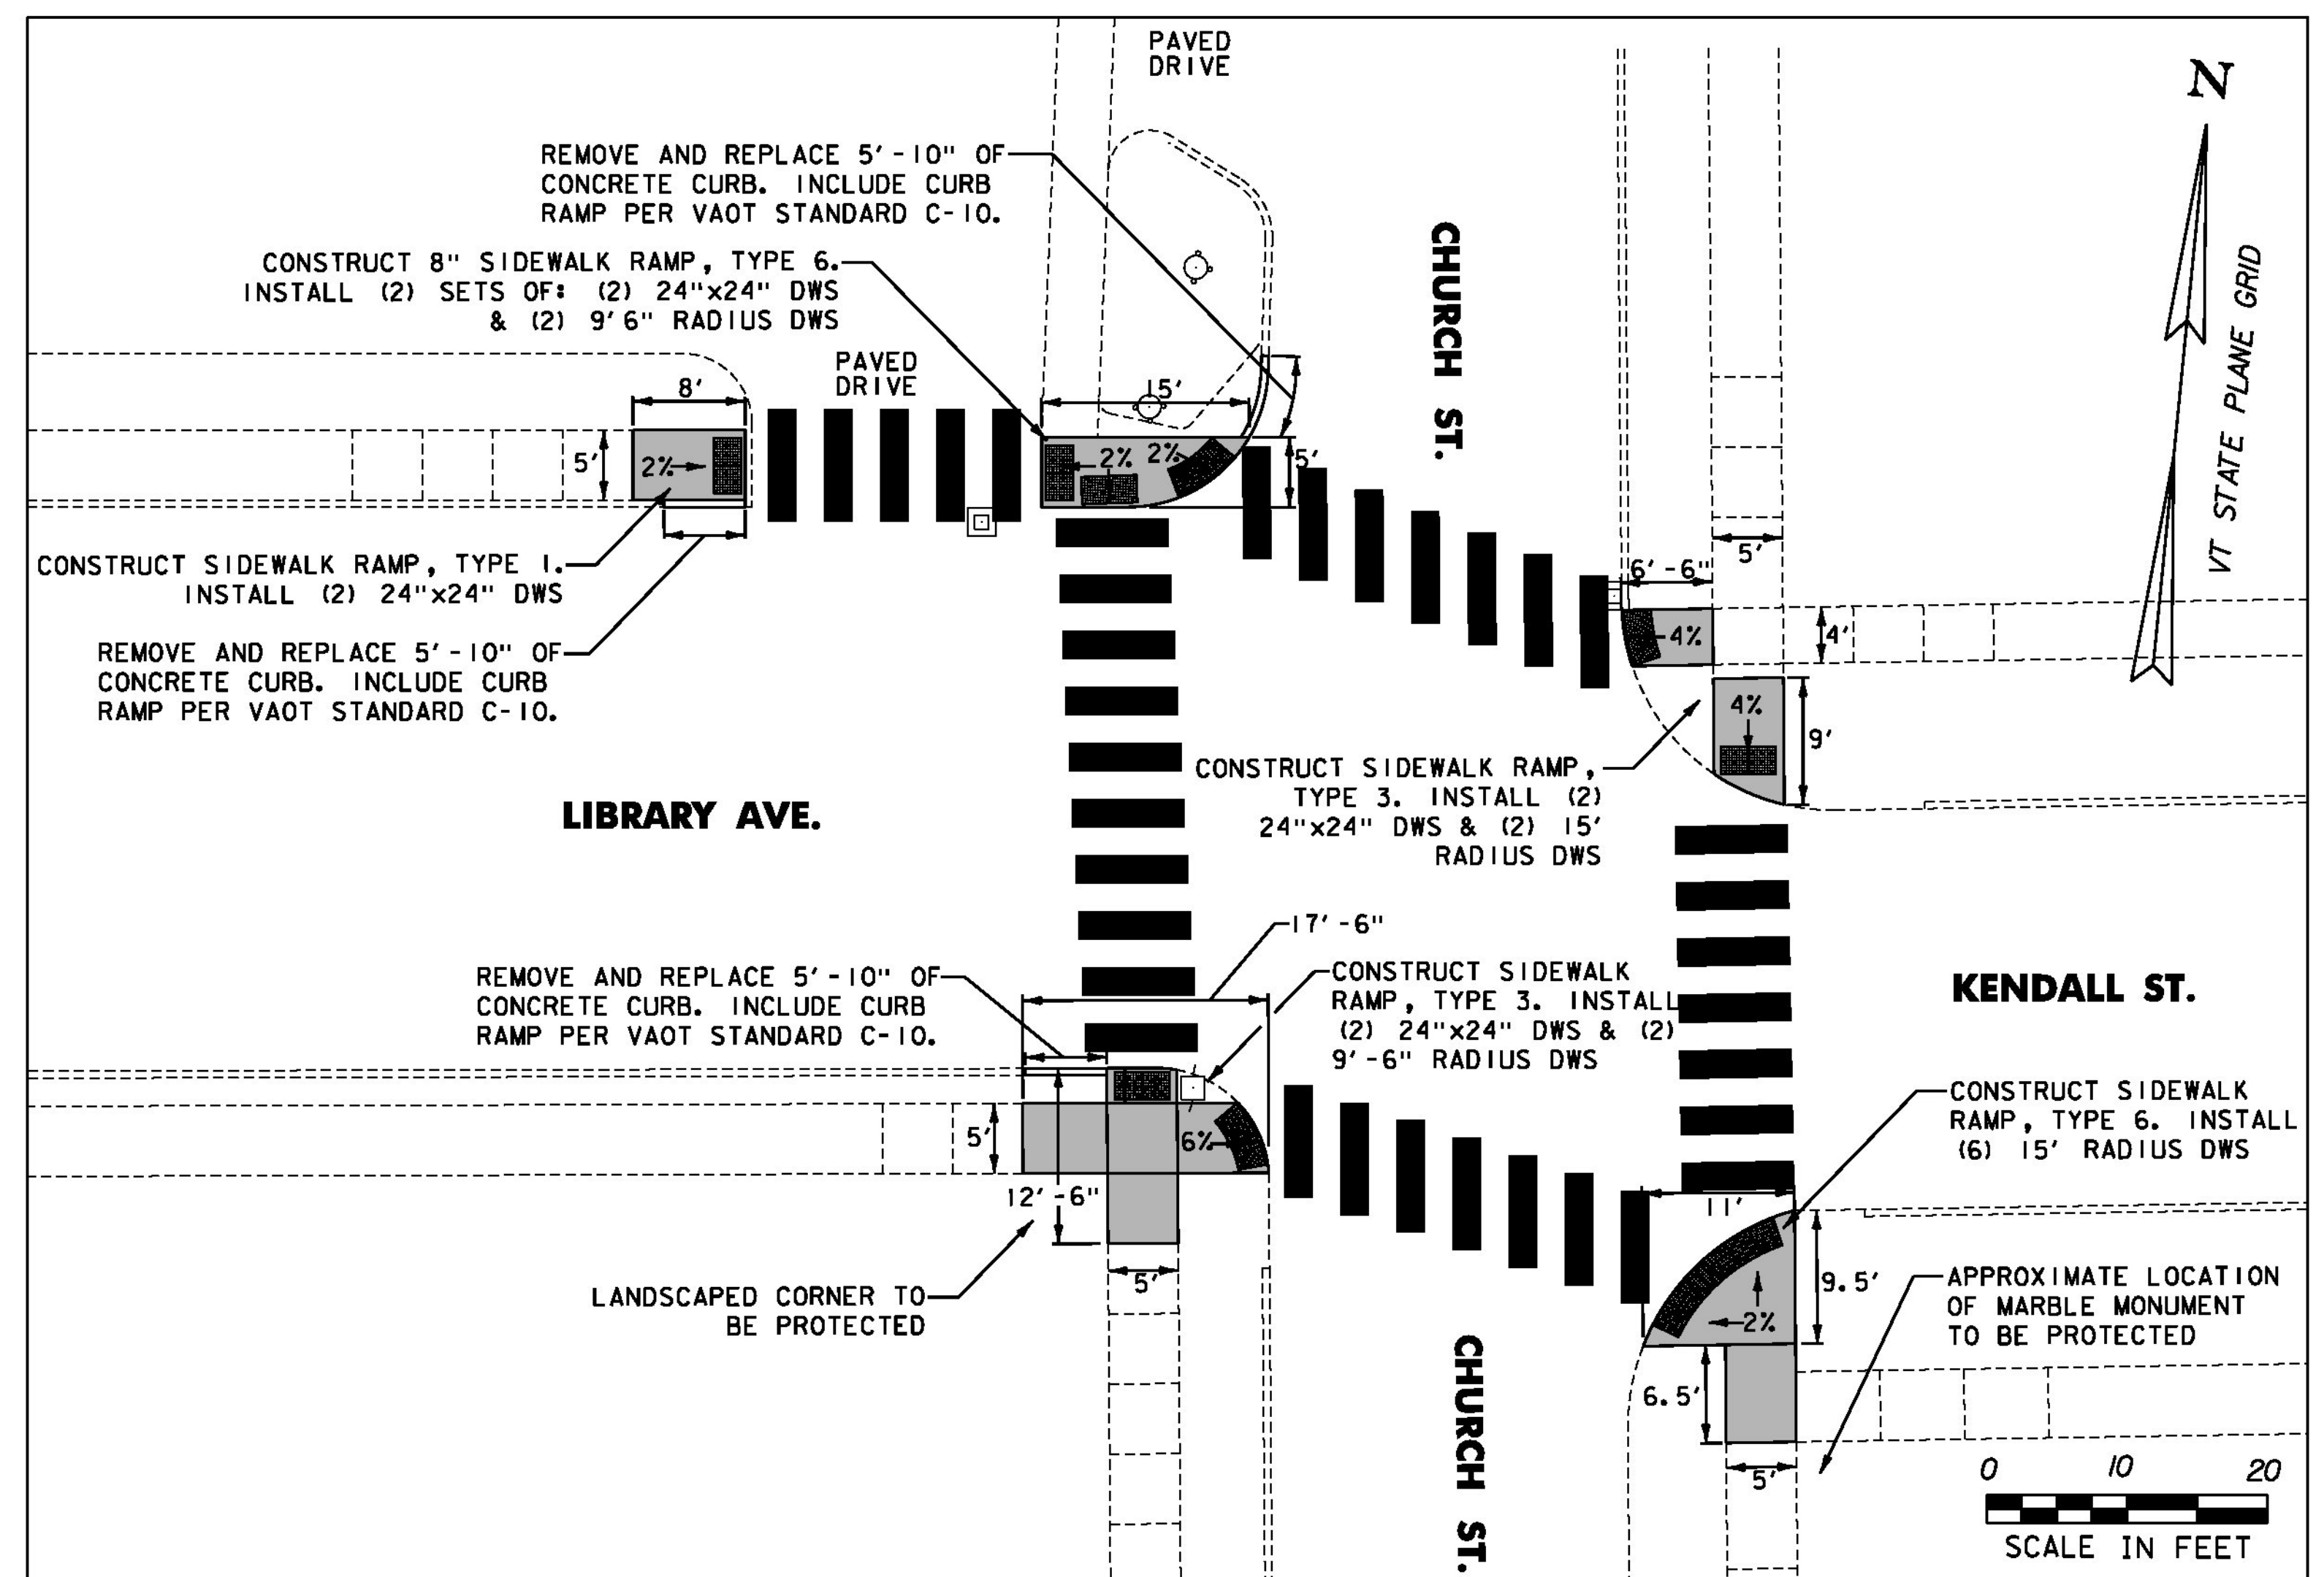 PAVED
DRIVE
N
VT STATE PLANE GRID
REMOVE AND REPLACE 5'-10" OF
CONCRETE CURB. INCLUDE CURB
RAMP PER VAOT STANDARD C-10.
CHURCH ST.
CONSTRUCT 8" SIDEWALK RAMP, TYPE 6.
INSTALL (2) SETS OF: (2) 24"x24" DWS
& (2) 9'6" RADIUS DWS
PAVED
DRIVE
8'
15'
5'
2%
2%
2%
5'
CONSTRUCT SIDEWALK RAMP, TYPE 1.
INSTALL (2) 24"x24" DWS
5'
6'-6"
4%
4'
REMOVE AND REPLACE 5'-10" OF
CONCRETE CURB. INCLUDE CURB
RAMP PER VAOT STANDARD C-10.
4%
9'
CONSTRUCT SIDEWALK RAMP,
TYPE 3. INSTALL (2)
24"x24" DWS & (2) 15'
RADIUS DWS
LIBRARY AVE.
17'-6"
REMOVE AND REPLACE 5'-10" OF
CONCRETE CURB. INCLUDE CURB
RAMP PER VAOT STANDARD C-10.
CONSTRUCT SIDEWALK
RAMP, TYPE 3. INSTALL
(2) 24"x24" DWS & (2)
9'-6" RADIUS DWS
KENDALL ST.
CONSTRUCT SIDEWALK
RAMP, TYPE 6. INSTALL
(6) 15' RADIUS DWS
5'
6%
12'-6"
11'
5'
LANDSCAPED CORNER TO
BE PROTECTED
9.5'
2%
APPROXIMATE LOCATION
OF MARBLE MONUMENT
TO BE PROTECTED
CHURCH ST.
6.5'
5'
0 10 20
SCALE IN FEET